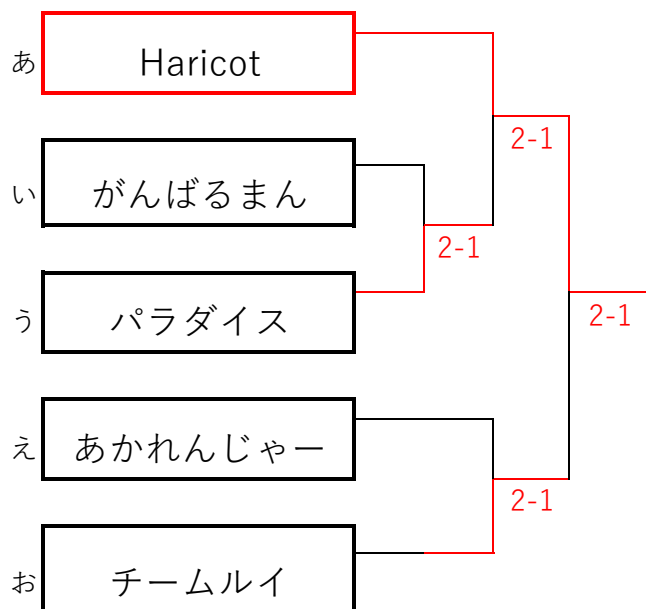 あ
Haricot
2-1
い
がんばるまん
2-1
う
パラダイス
2-1
え
あかれんじゃー
2-1
お
チームルイ